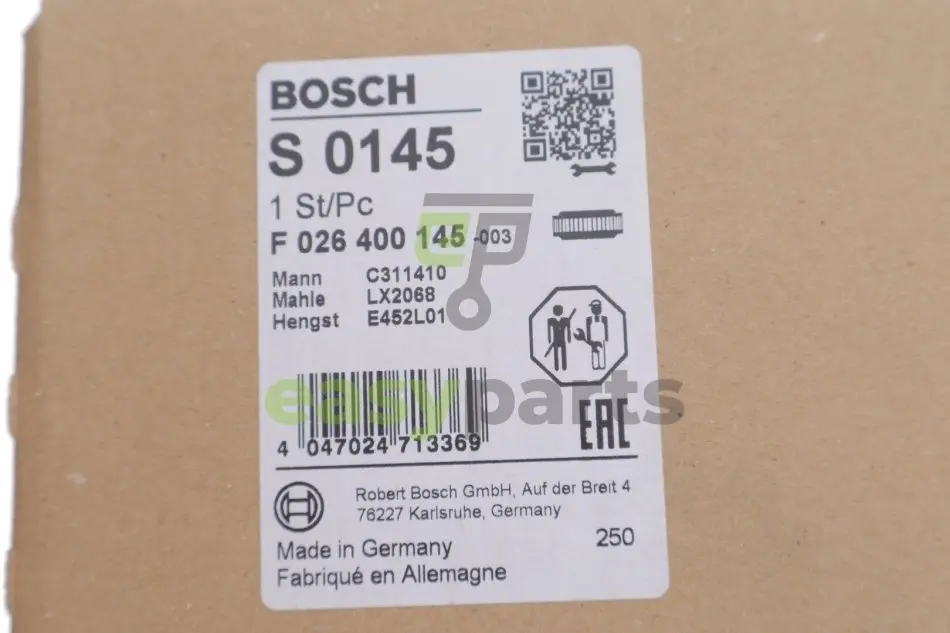 BOSCH
S 0145
1 St/Pc
F 026 400 145 -003
Mann C311410
Mahle LX2068
Hengst E452L01
easyparts
4 047024 713369
EAC
Robert Bosch GmbH, Auf der Breit 4
76227 Karlsruhe, Germany
Made in Germany 250
Fabriqué en Allemagne